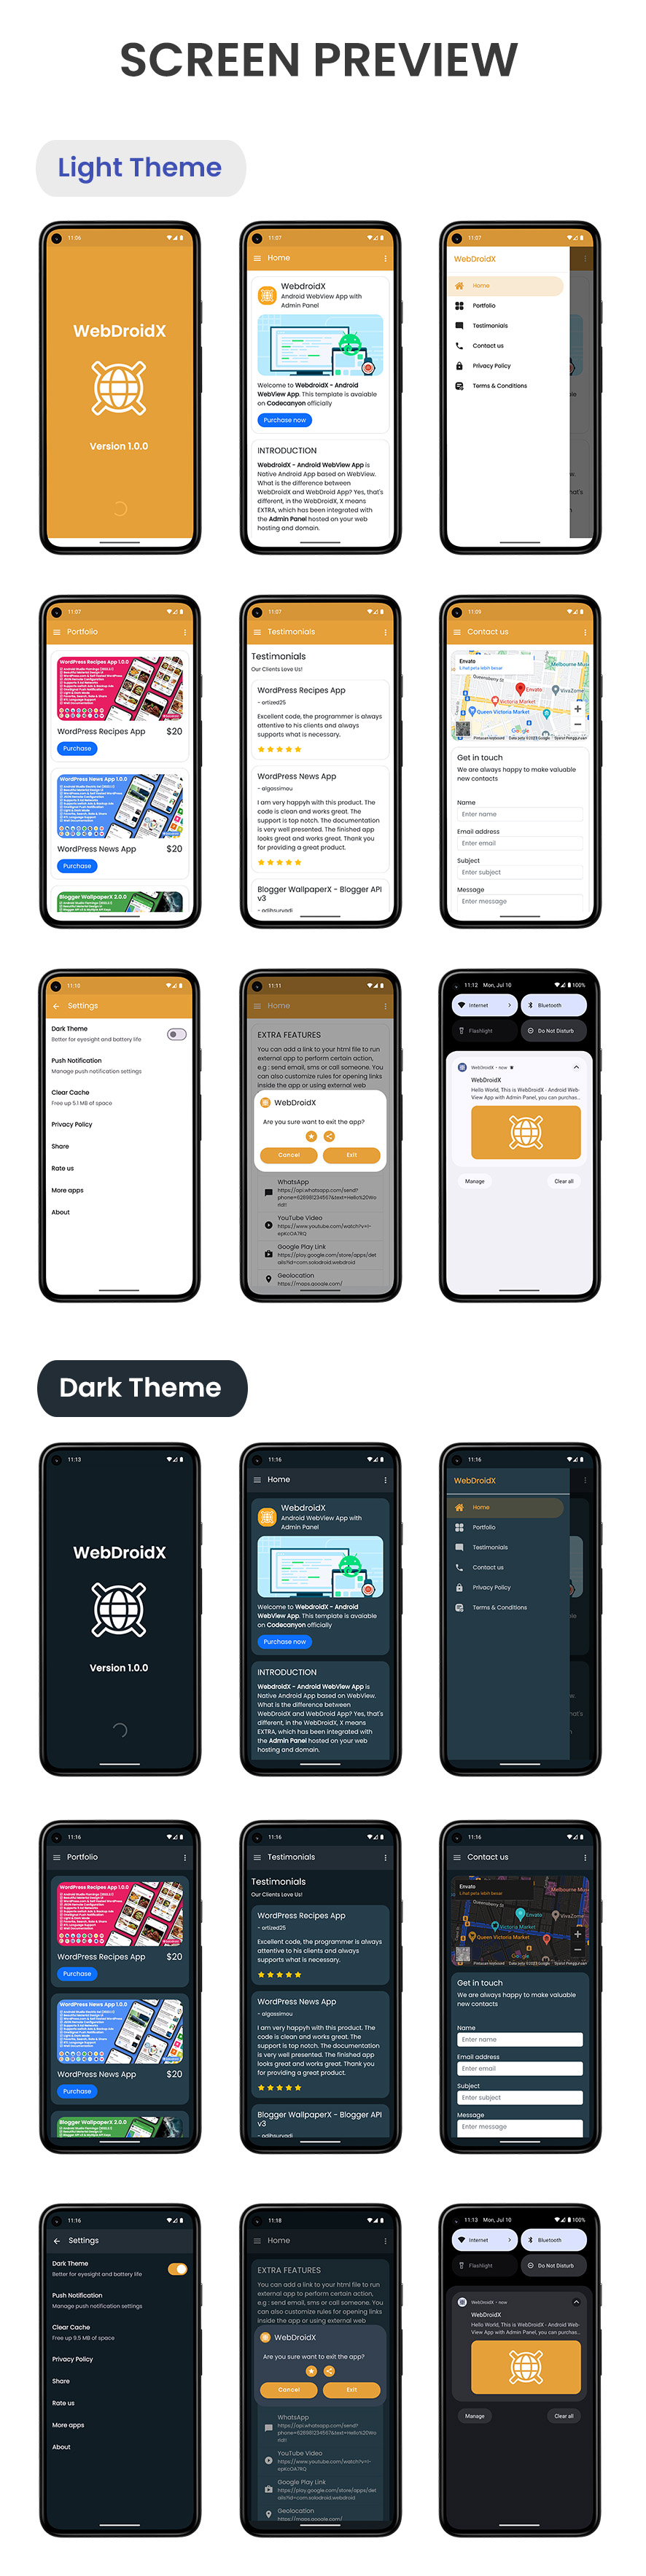 SCREEN PREVIEW
Light Theme
11:06
WebDroidX
Version 1.0.0
11:07
Home
WebdroidX
Android WebView App with
Admin Panel
Welcome to WebdroidX - Android
WebView App. This template is avaiable
on Codecanyon officially
Purchase now
INTRODUCTION
WebdroidX - Android WebView App is
Native Android App based on WebView.
What is the difference between
WebDroidX and WebDroid App? Yes, that's
different, in the WebDroidX, X means
EXTRA, which has been integrated with
the Admin Panel hosted on your web
hosting and domain.
11:07
WebDroidX
Home
Portfolio
Testimonials
Contact us
Privacy Policy
Terms & Conditions
11:07
Portfolio
WordPress Recipes App 1.0.0
WordPress Recipes App $20
Purchase
WordPress News App 1.0.0
WordPress News App $20
Purchase
Blogger WallpaperX 2.0.0
11:07
Testimonials
Testimonials
Our Clients Love Us!
WordPress Recipes App
- ortized25
Excellent code, the programmer is always
attentive to his clients and always
supports what is necessary.
WordPress News App
- algassimou
I am very happyh with this product. The
code is clean and works great. The
support is top notch. The documentation
is very well presented. The finished app
looks great and works great. Thank you
for providing a great product.
Blogger WallpaperX - Blogger API
v3
11:09
Contact us
Envato
Lihat peta lebih besar
Melbourne Mus
Queensberry St
Envato
VivaZone
Victoria Market
Queen Victoria Market
Google
Get in touch
We are always happy to make valuable
new contacts
Name
Enter name
Email address
Enter email
Subject
Enter subject
Message
Enter message
11:13
Settings
Dark Theme
Better for eyesight and battery life
Push Notification
Manage push notification settings
Clear Cache
Free up 5.1 MB of space
Privacy Policy
Share
Rate us
More apps
About
11:11
Home
EXTRA FEATURES
You can add a link to your html file to run
external app to perform certain action,
e.g : send email, sms or call someone. You
can also customize rules for opening links
inside the app or using external web
WebDroidX
Are you sure want to exit the app?
Cancel
Exit
WhatsApp
https://api.whatsapp.com/send?
phone=628981234567&text=Hello%20Wo
rld!
YouTube Video
https://www.youtube.com/watch?v=
Google Play Link
https://play.google.com/store/apps/det
ails?id=com.solodroid.webdroid
Geolocation
https://maps.google.com/
11:12 Mon, Jul 10
100%
Internet
Bluetooth
Flashlight
Do Not Disturb
WebDroidX • now
WebDroidX
Hello World, This is WebDroidX - Android Web-
View App with Admin Panel, you can purchas...
Manage
Clear all
Dark Theme
11:13
WebDroidX
Version 1.0.0
11:16
Home
WebdroidX
Android WebView App with
Admin Panel
Welcome to WebdroidX - Android
WebView App. This template is avaiable
on Codecanyon officially
Purchase now
INTRODUCTION
WebdroidX - Android WebView App is
Native Android App based on WebView.
What is the difference between
WebDroidX and WebDroid App? Yes, that's
different, in the WebDroidX, X means
EXTRA, which has been integrated with
the Admin Panel hosted on your web
hosting and domain.
11:16
WebDroidX
Home
Portfolio
Testimonials
Contact us
Privacy Policy
Terms & Conditions
11:16
Portfolio
WordPress Recipes App 1.0.0
WordPress Recipes App $20
Purchase
WordPress News App 1.0.0
WordPress News App $20
Purchase
Blogger WallpaperX 2.0.0
11:16
Testimonials
Testimonials
Our Clients Love Us!
WordPress Recipes App
- ortized25
Excellent code, the programmer is always
attentive to his clients and always
supports what is necessary.
WordPress News App
- algassimou
I am very happyh with this product. The
code is clean and works great. The
support is top notch. The documentation
is very well presented. The finished app
looks great and works great. Thank you
for providing a great product.
Blogger WallpaperX - Blogger API
v3
11:16
Contact us
Envato
Lihat peta lebih besar
Melbourne Mus
Envato
VivaZone
Victoria Market
Queen Victoria Market
Google
Get in touch
We are always happy to make valuable
new contacts
Name
Enter name
Email address
Enter email
Subject
Enter subject
Message
Enter message
11:16
Settings
Dark Theme
Better for eyesight and battery life
Push Notification
Manage push notification settings
Clear Cache
Free up 9.5 MB of space
Privacy Policy
Share
Rate us
More apps
About
11:18
Home
EXTRA FEATURES
You can add a link to your html file to run
external app to perform certain action,
e.g : send email, sms or call someone. You
can also customize rules for opening links
inside the app or using external web
WebDroidX
Are you sure want to exit the app?
Cancel
Exit
WhatsApp
https://api.whatsapp.com/send?
phone=628981234567&text=Hello%20Wo
rld!
YouTube Video
https://www.youtube.com/watch?v=
Google Play Link
https://play.google.com/store/apps/det
ails?id=com.solodroid.webdroid
Geolocation
https://maps.google.com/
11:13 Mon, Jul 10
100%
Internet
Bluetooth
Flashlight
Do Not Disturb
WebDroidX • now
WebDroidX
Hello World, This is WebDroidX - Android Web-
View App with Admin Panel, you can purchas...
Manage
Clear all